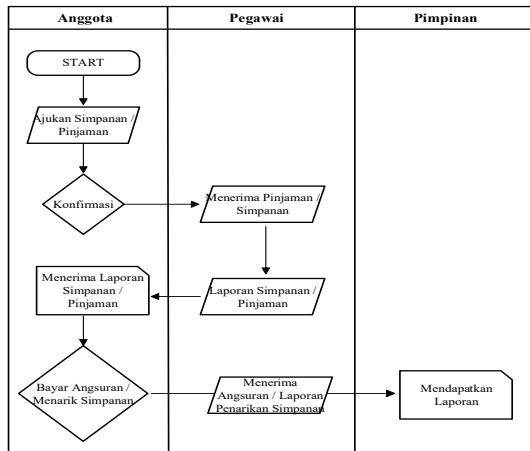 Anggota
Pegawai
Pimpinan
START
Ajukan Simpanan /
Pinjaman
Konfirmasi
Menerima Pinjaman /
Simpanan
Menerima Laporan
Simpanan /
Pinjaman
Laporan Simpanan /
Pinjaman
Bayar Angsuran /
Menarik Simpanan
Menerima
Angsuran / Laporan
Penarikan Simpanan
Mendapatkan
Laporan